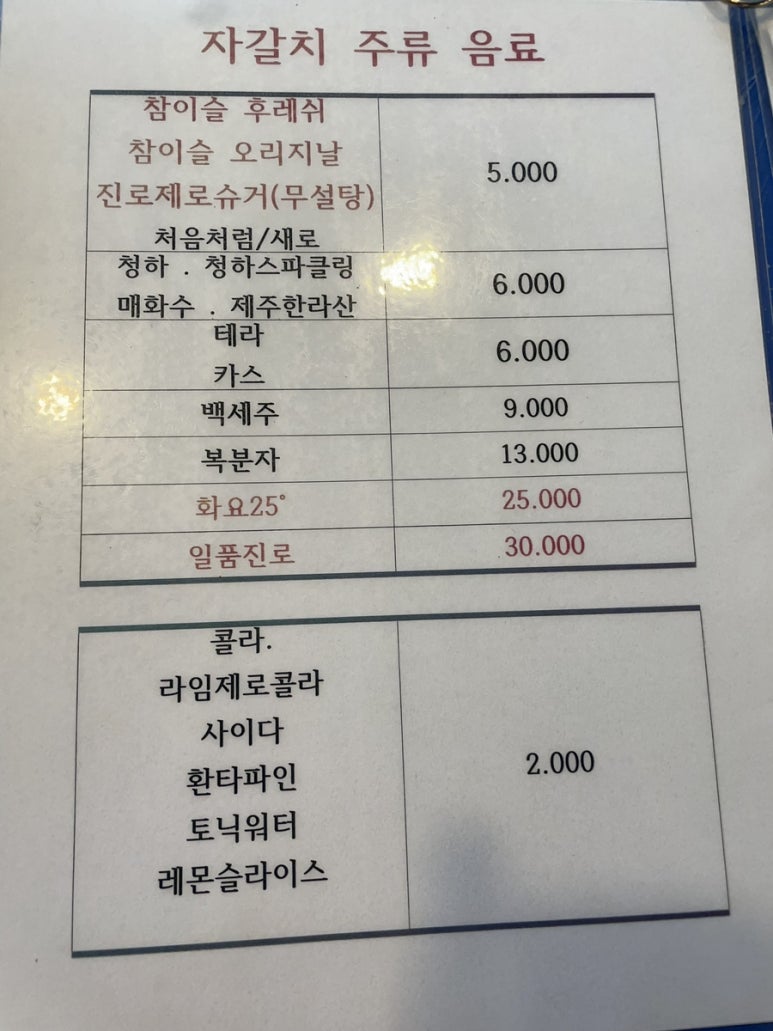 자갈치 주류 음료
참이슬 후레쉬
참이슬 오리지날
진로제로슈거(무설탕)
처음처럼/새로
5.000
청하 . 청하스파클링
매화수 . 제주한라산
6.000
테라
카스
6.000
백세주
9.000
복분자
13.000
화요25°
25.000
일품진로
30.000
콜라.
라임제로콜라
사이다
환타파인
토닉워터
레몬슬라이스
2.000